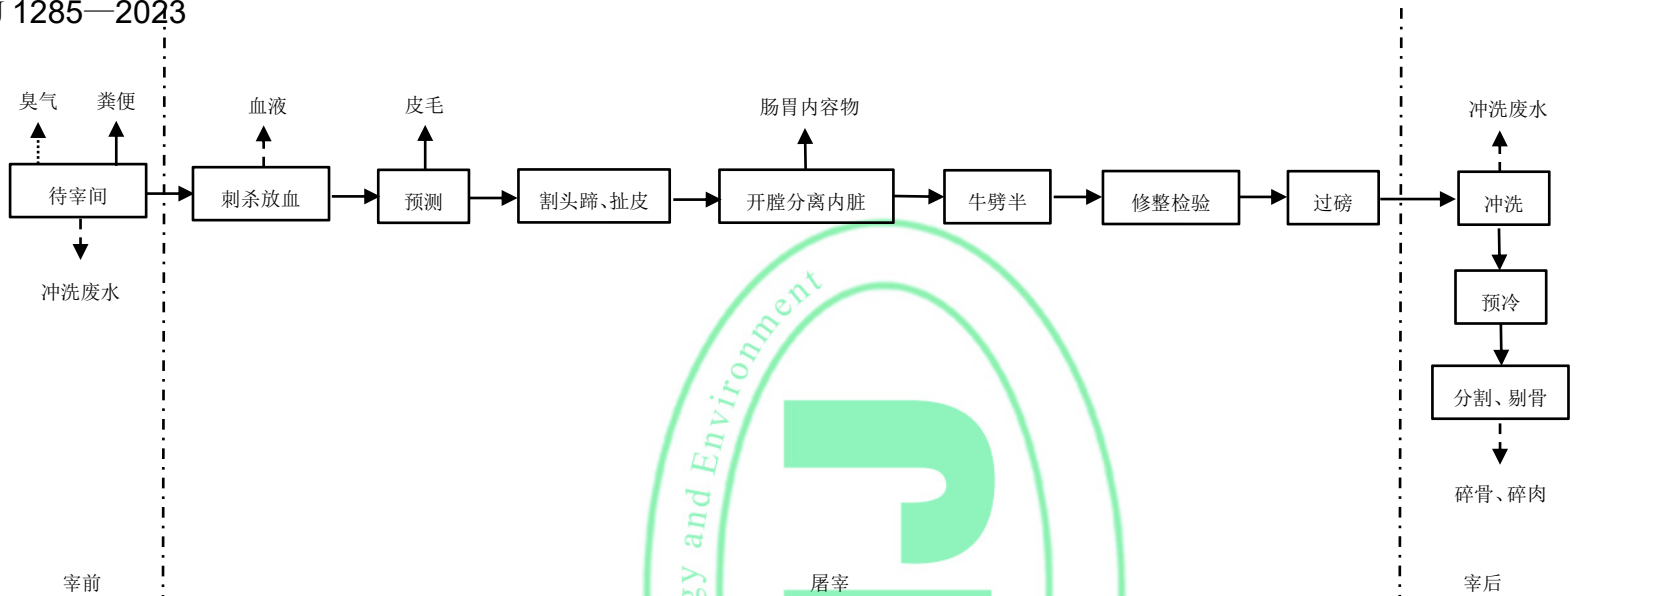 1285—2023
臭气 粪便 血液 皮毛 肠胃内容物 冲洗废水
待宰间 刺杀放血 预测 割头蹄、扯皮 开膛分离内脏 牛劈半 修整检验 过磅 冲洗
冲洗废水
预冷
分割、剔骨
碎骨、碎肉
gy and Environment
宰前 屠宰 宰后